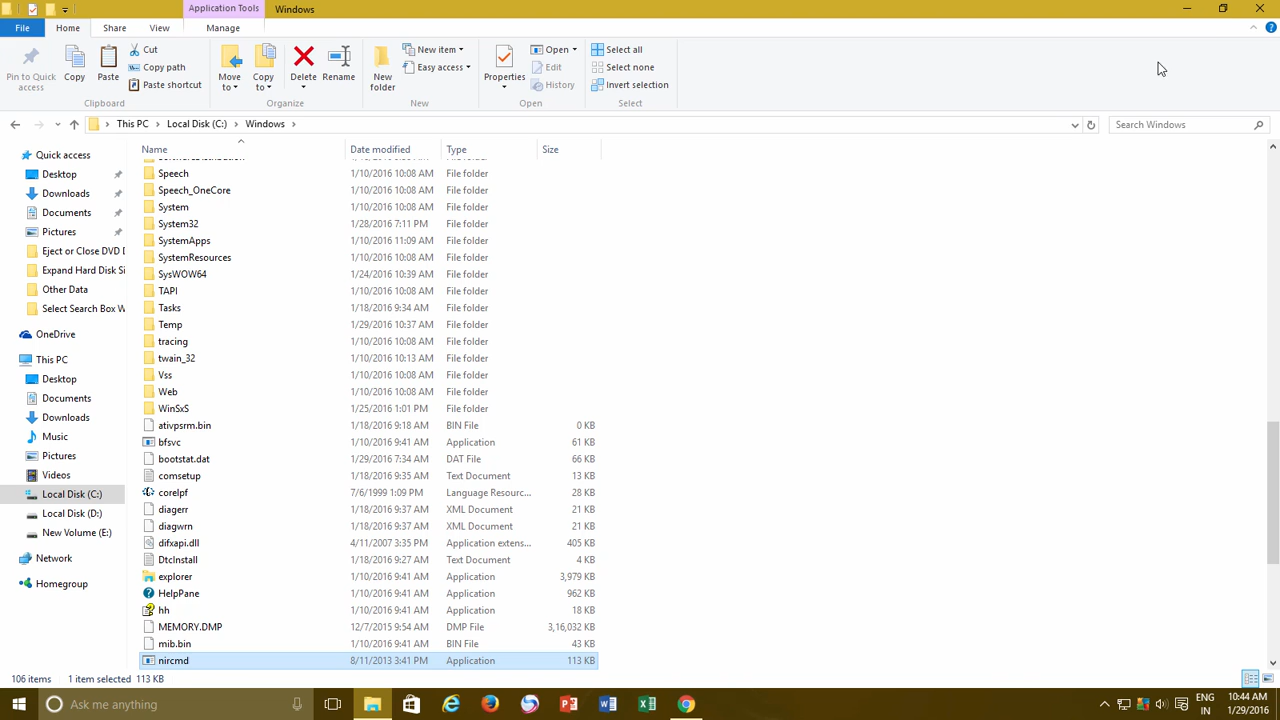 Application Tools Windows
File Home Share View Manage
Pin to Quick access Copy Paste Cut Copy path Paste shortcut Clipboard
Move to Copy to Delete Rename Organize
New folder New item Easy access New
Properties Open Edit History Open
Select all Select none Invert selection Select
This PC Local Disk (C:) Windows Search Windows
Name Date modified Type Size
Quick access
Desktop
Downloads
Documents
Pictures
Eject or Close DVD D
Expand Hard Disk Si
Other Data
Select Search Box W
OneDrive
This PC
Desktop
Documents
Downloads
Music
Pictures
Videos
Local Disk (C:)
Local Disk (D:)
New Volume (E:)
Network
Homegroup
Speech 1/10/2016 10:08 AM File folder
Speech_OneCore 1/10/2016 10:08 AM File folder
System 1/10/2016 10:08 AM File folder
System32 1/28/2016 7:11 PM File folder
SystemApps 1/10/2016 11:09 AM File folder
SystemResources 1/10/2016 10:08 AM File folder
SysWOW64 1/24/2016 10:39 AM File folder
TAPI 1/10/2016 10:08 AM File folder
Tasks 1/18/2016 9:34 AM File folder
Temp 1/29/2016 10:37 AM File folder
tracing 1/10/2016 10:08 AM File folder
twain_32 1/10/2016 10:13 AM File folder
Vss 1/10/2016 10:08 AM File folder
Web 1/10/2016 10:08 AM File folder
WinSxS 1/25/2016 1:01 PM File folder
ativpsrm.bin 1/18/2016 9:18 AM BIN File 0 KB
bfsvc 1/10/2016 9:41 AM Application 61 KB
bootstat.dat 1/29/2016 7:34 AM DAT File 66 KB
comsetup 1/18/2016 9:35 AM Text Document 13 KB
corelpf 7/6/1999 1:09 PM Language Resourc... 28 KB
diagerr 1/18/2016 9:37 AM XML Document 21 KB
diagwrn 1/18/2016 9:37 AM XML Document 21 KB
difxapi.dll 4/11/2007 3:35 PM Application extens... 405 KB
DtcInstall 1/18/2016 9:27 AM Text Document 4 KB
explorer 1/10/2016 9:41 AM Application 3,979 KB
HelpPane 1/10/2016 9:41 AM Application 962 KB
hh 1/10/2016 9:41 AM Application 18 KB
MEMORY.DMP 12/7/2015 9:54 AM DMP File 3,16,032 KB
mib.bin 1/10/2016 9:41 AM BIN File 43 KB
nircmd 8/11/2013 3:41 PM Application 113 KB
106 items 1 item selected 113 KB
Ask me anything
ENG 10:44 AM
IN 1/29/2016